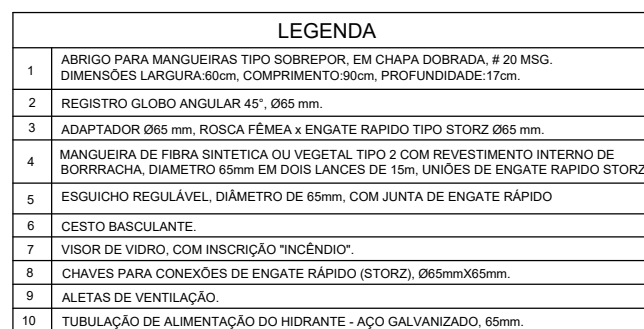 LEGENDA
1 ABRIGO PARA MANGUEIRAS TIPO SOBREPOR, EM CHAPA DOBRADA, # 20 MSG.
DIMENSÕES LARGURA:60cm, COMPRIMENTO:90cm, PROFUNDIDADE:17cm.
2 REGISTRO GLOBO ANGULAR 45°, Ø65 mm.
3 ADAPTADOR Ø65 mm, ROSCA FÊMEA x ENGATE RAPIDO TIPO STORZ Ø65 mm.
4 MANGUEIRA DE FIBRA SINTETICA OU VEGETAL TIPO 2 COM REVESTIMENTO INTERNO DE
BORRRACHA, DIAMETRO 65mm EM DOIS LANCES DE 15m, UNIÕES DE ENGATE RAPIDO STORZ
5 ESGUICHO REGULÁVEL, DIÂMETRO DE 65mm, COM JUNTA DE ENGATE RÁPIDO
6 CESTO BASCULANTE.
7 VISOR DE VIDRO, COM INSCRIÇÃO "INCÊNDIO".
8 CHAVES PARA CONEXÕES DE ENGATE RÁPIDO (STORZ), Ø65mmX65mm.
9 ALETAS DE VENTILAÇÃO.
10 TUBULAÇÃO DE ALIMENTAÇÃO DO HIDRANTE - AÇO GALVANIZADO, 65mm.